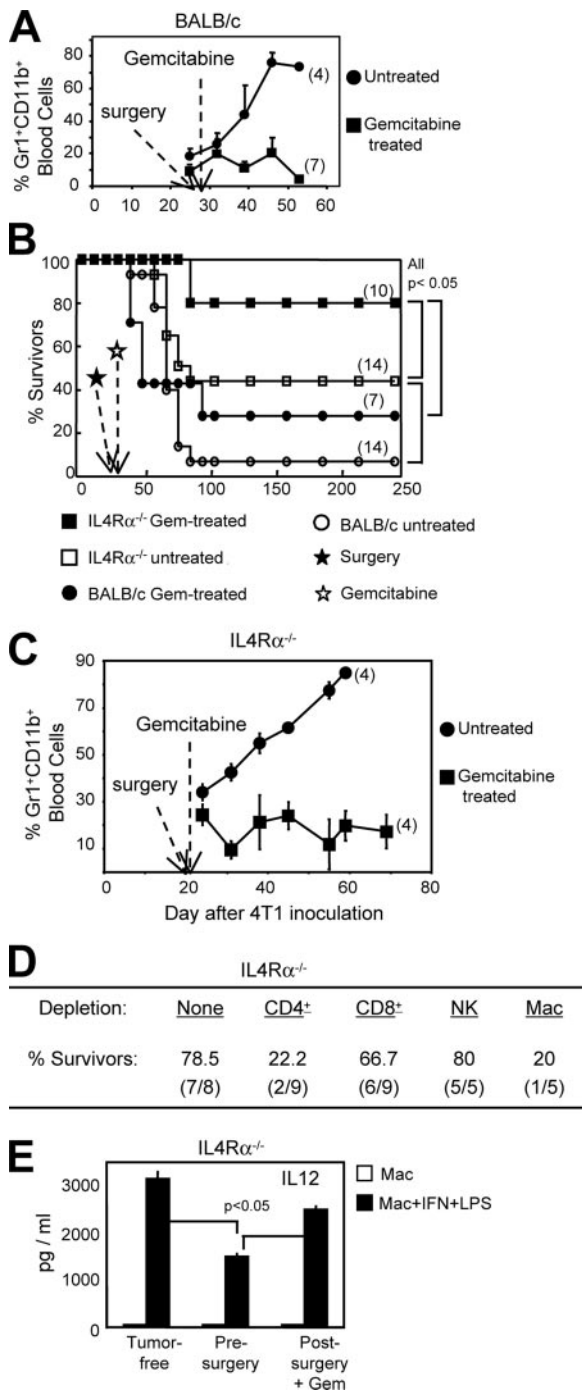 A
BALB/c
% Gr1+CD11b+
Blood Cells
80
60
40
20
0
Gemcitabine
surgery
(4)
(7)
Untreated
Gemcitabine
treated
0 10 20 30 40 50 60
B
% Survivors
100
80
60
40
20
0
All
p< 0.05
(10)
(14)
(7)
(14)
0 50 100 150 200 250
IL4Rα-/- Gem-treated
IL4Rα-/- untreated
BALB/c Gem-treated
BALB/c untreated
Surgery
Gemcitabine
C
IL4Rα-/-
% Gr1+CD11b+
Blood Cells
90
70
50
30
10
Gemcitabine
surgery
(4)
(4)
Untreated
Gemcitabine
treated
0 20 40 60 80
Day after 4T1 inoculation
D
IL4Rα-/-
Depletion: None CD4+ CD8+ NK Mac
% Survivors: 78.5 22.2 66.7 80 20
(7/8) (2/9) (6/9) (5/5) (1/5)
E
IL4Rα-/-
pg / ml
3000
2000
1000
0
IL12
p<0.05
Mac
Mac+IFN+LPS
Tumor-
free
Pre-
surgery
Post-
surgery
+ Gem